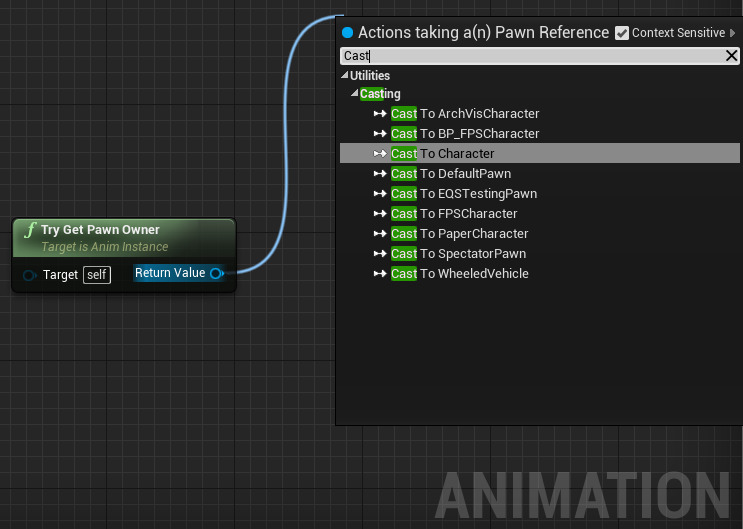 Actions taking a(n) Pawn Reference
Context Sensitive
Cast
Utilities
Casting
Cast To ArchVisCharacter
Cast To BP_FPSCharacter
Cast To Character
Cast To DefaultPawn
Cast To EQSTestingPawn
Cast To FPSCharacter
Cast To PaperCharacter
Cast To SpectatorPawn
Cast To WheeledVehicle
f Try Get Pawn Owner
Target is Anim Instance
Target self Return Value
ANIMATION